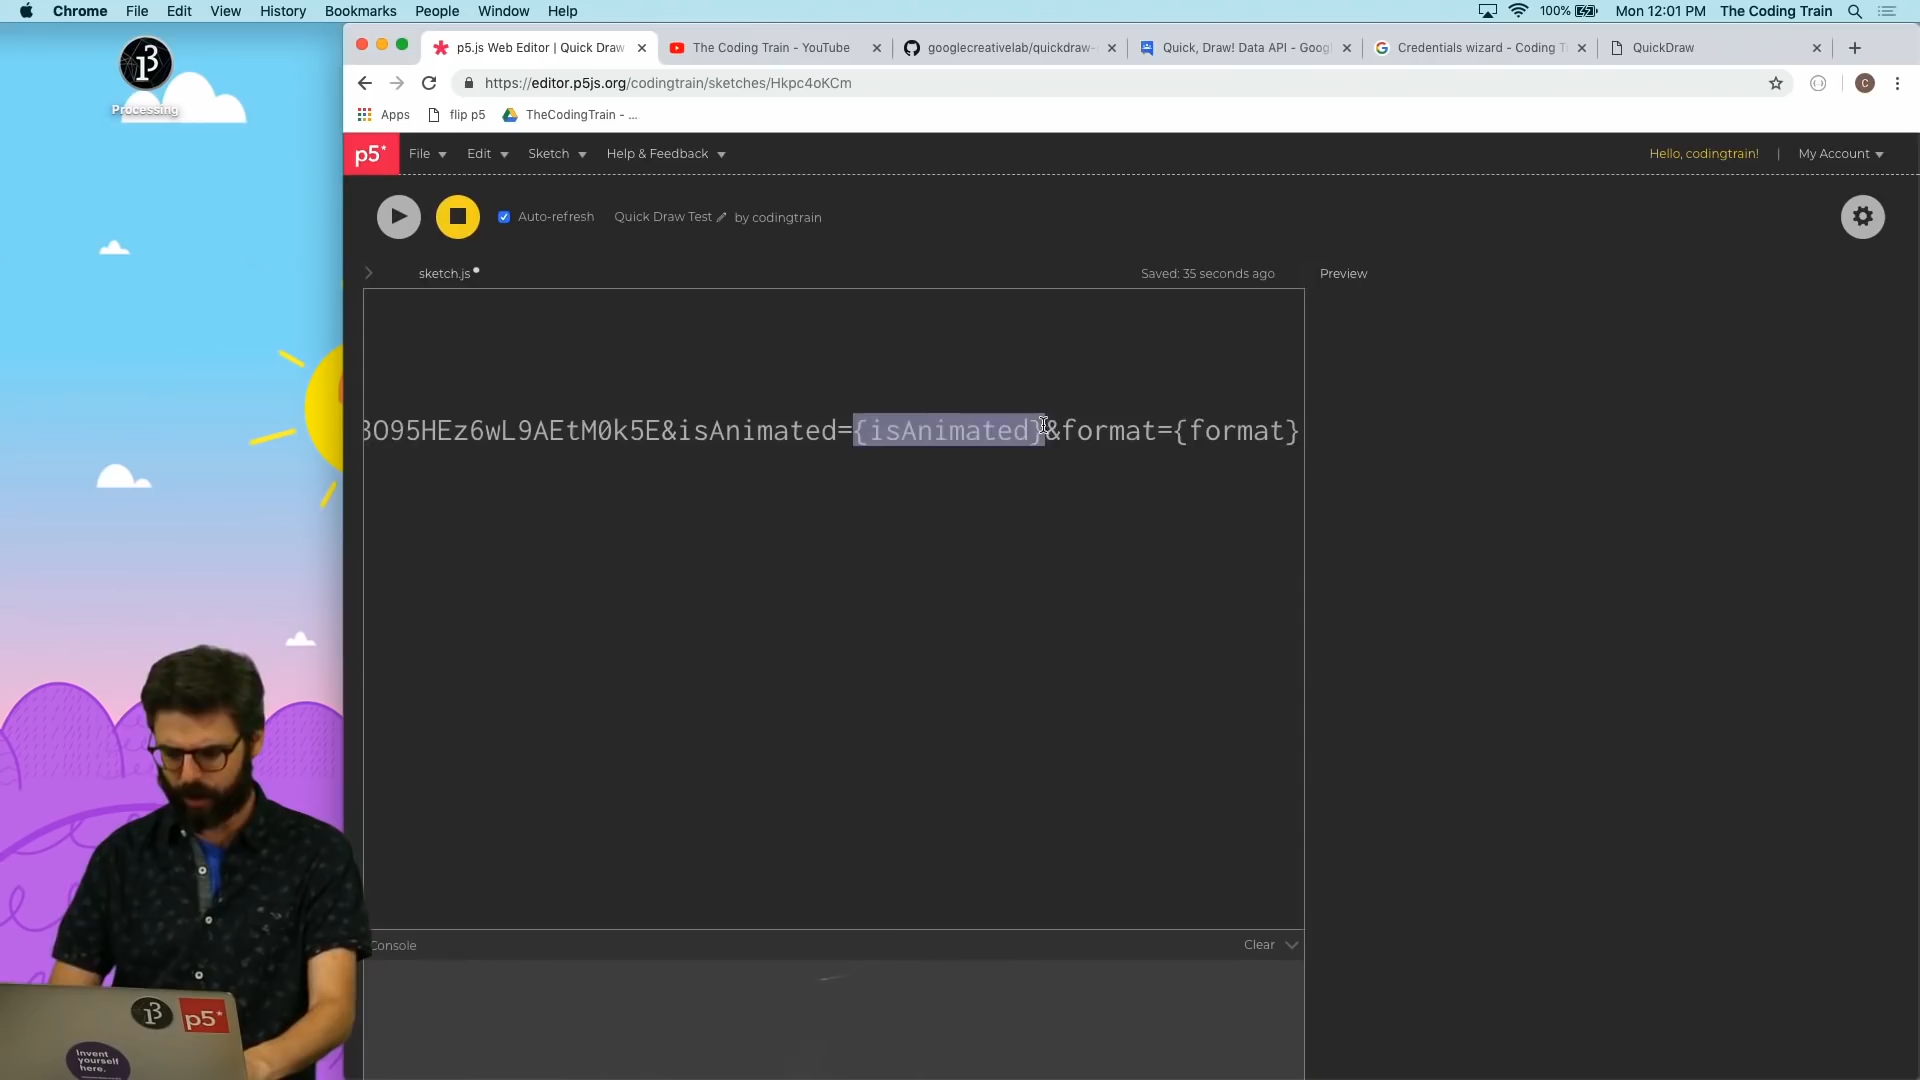 Chrome File Edit View History Bookmarks People Window Help 100% Mon 12:01 PM The Coding Train
p5.js Web Editor | Quick Draw The Coding Train - YouTube googlecreativelab/quickdraw- Quick, Draw! Data API - Googl Credentials wizard - Coding T QuickDraw
https://editor.p5js.org/codingtrain/sketches/Hkpc4oKCm C
Apps flip p5 TheCodingTrain - ...
Processing
p5* File Edit Sketch Help & Feedback Hello, codingtrain! | My Account
Auto-refresh Quick Draw Test by codingtrain
sketch.js Saved: 35 seconds ago Preview
3O95HEz6wL9AEtM0k5E&isAnimated={isAnimated}&format={format}
Console Clear
p5*
Invent
yourself
here.